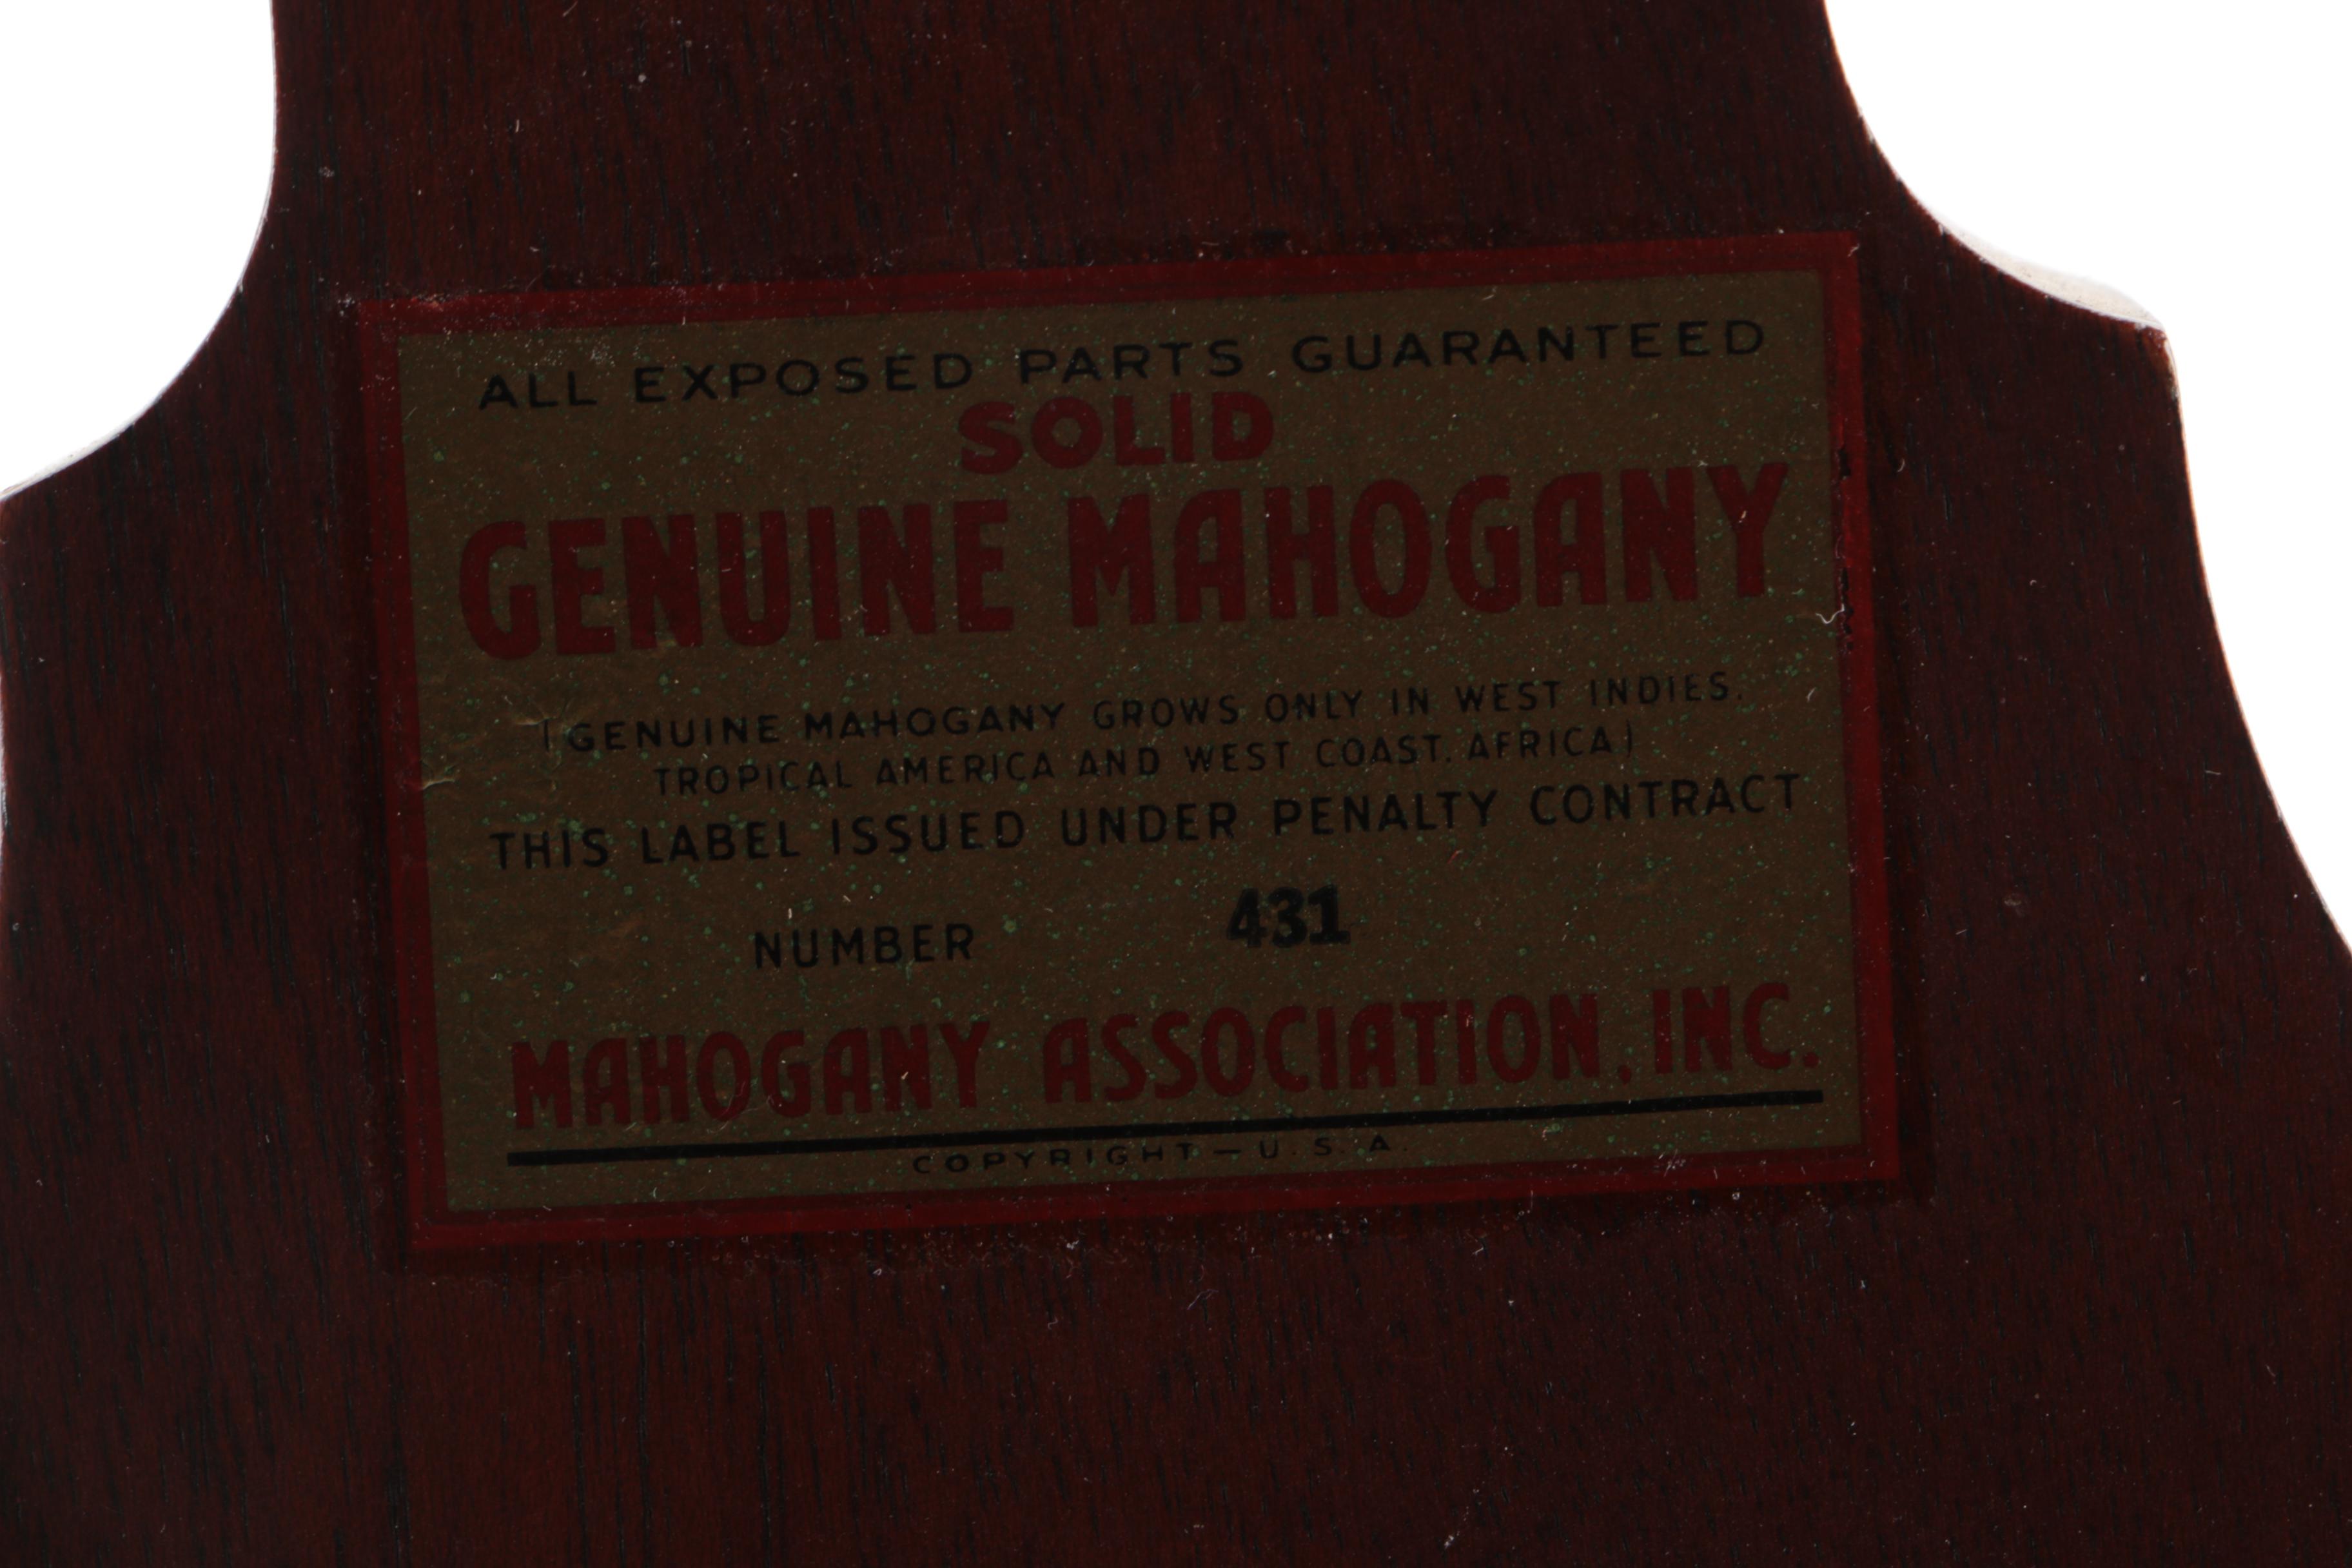 ALL EXPOSED PARTS GUARANTEED
SOLID
GENUINE MAHOGANY
(GENUINE MAHOGANY GROWS ONLY IN WEST INDIES,
TROPICAL AMERICA AND WEST COAST, AFRICA)
THIS LABEL ISSUED UNDER PENALTY CONTRACT
NUMBER 431
MAHOGANY ASSOCIATION, INC.
COPYRIGHT — U.S.A.